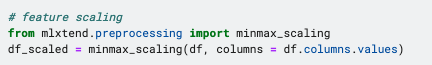 # feature scaling
from mlxtend.preprocessing import minmax_scaling
df_scaled = minmax_scaling(df, columns = df.columns.values)